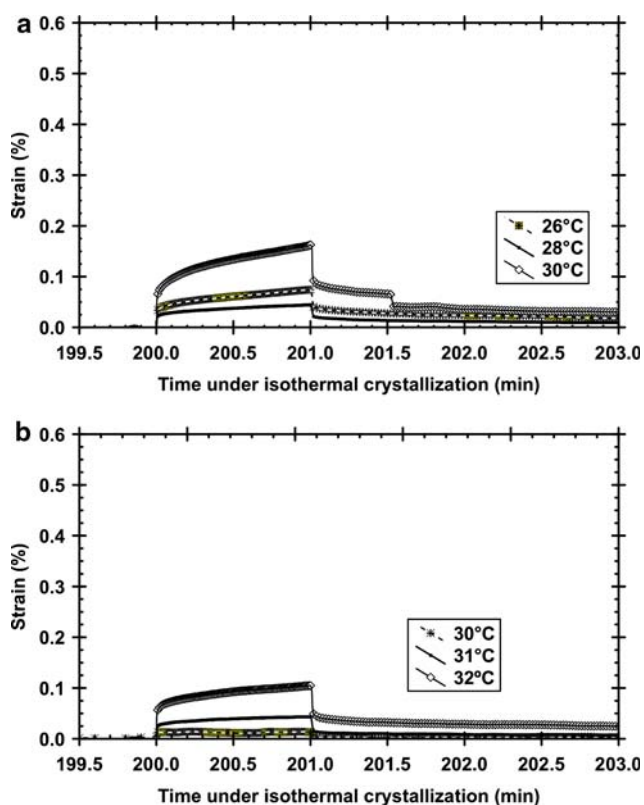 a
0.6
0.5
0.4
0.3
0.2
0.1
0.0
Strain (%)
26°C
28°C
30°C
199.5 200.0 200.5 201.0 201.5 202.0 202.5 203.0
Time under isothermal crystallization (min)
b
0.6
0.5
0.4
0.3
0.2
0.1
0.0
Strain (%)
30°C
31°C
32ºC
199.5 200.0 200.5 201.0 201.5 202.0 202.5 203.0
Time under isothermal crystallization (min)